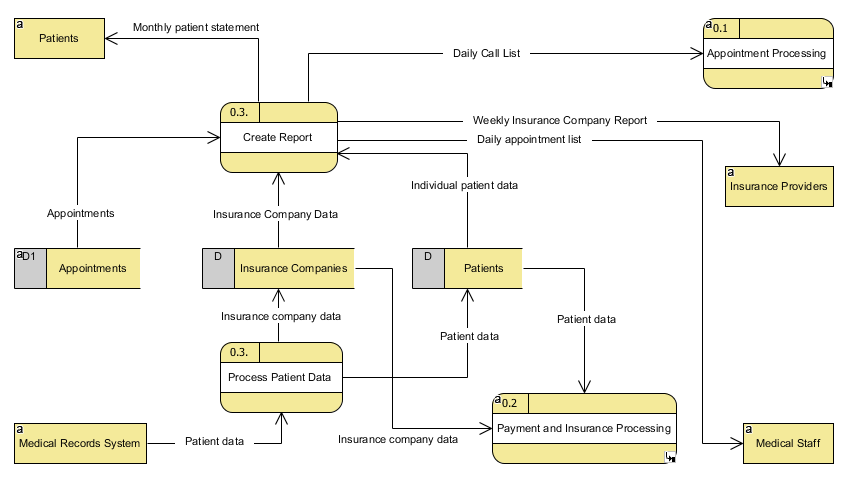 a
Patients
Monthly patient statement
Daily Call List
a
0.1
Appointment Processing
0.3.
Create Report
Weekly Insurance Company Report
Daily appointment list
a
Insurance Providers
Individual patient data
Appointments
Insurance Company Data
a
D1
Appointments
D
Insurance Companies
D
Patients
Insurance company data
Patient data
Patient data
0.3.
Process Patient Data
a
0.2
Payment and Insurance Processing
a
Medical Records System
Patient data
Insurance company data
a
Medical Staff